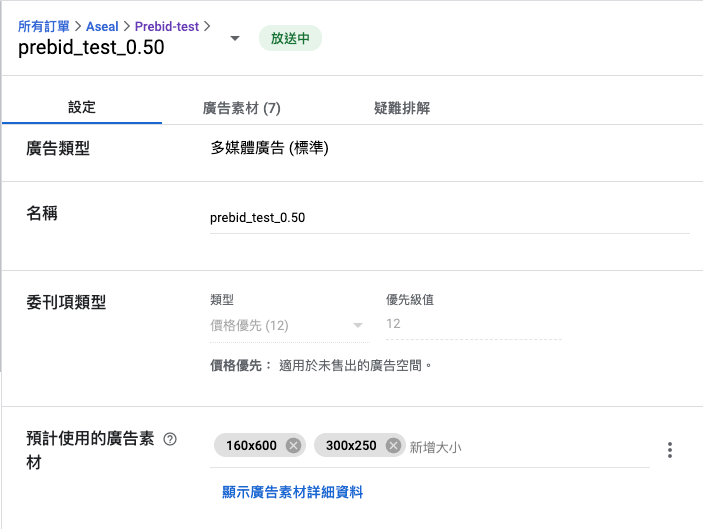 所有訂單 > Aseal > Prebid-test >
prebid_test_0.50
放送中
設定 廣告素材 (7) 疑難排解
廣告類型 多媒體廣告 (標準)
名稱 prebid_test_0.50
委刊項類型 類型 優先級值
價格優先 (12) 12
價格優先： 適用於未售出的廣告空間。
預計使用的廣告素材 160x600 300x250 新增大小
顯示廣告素材詳細資料